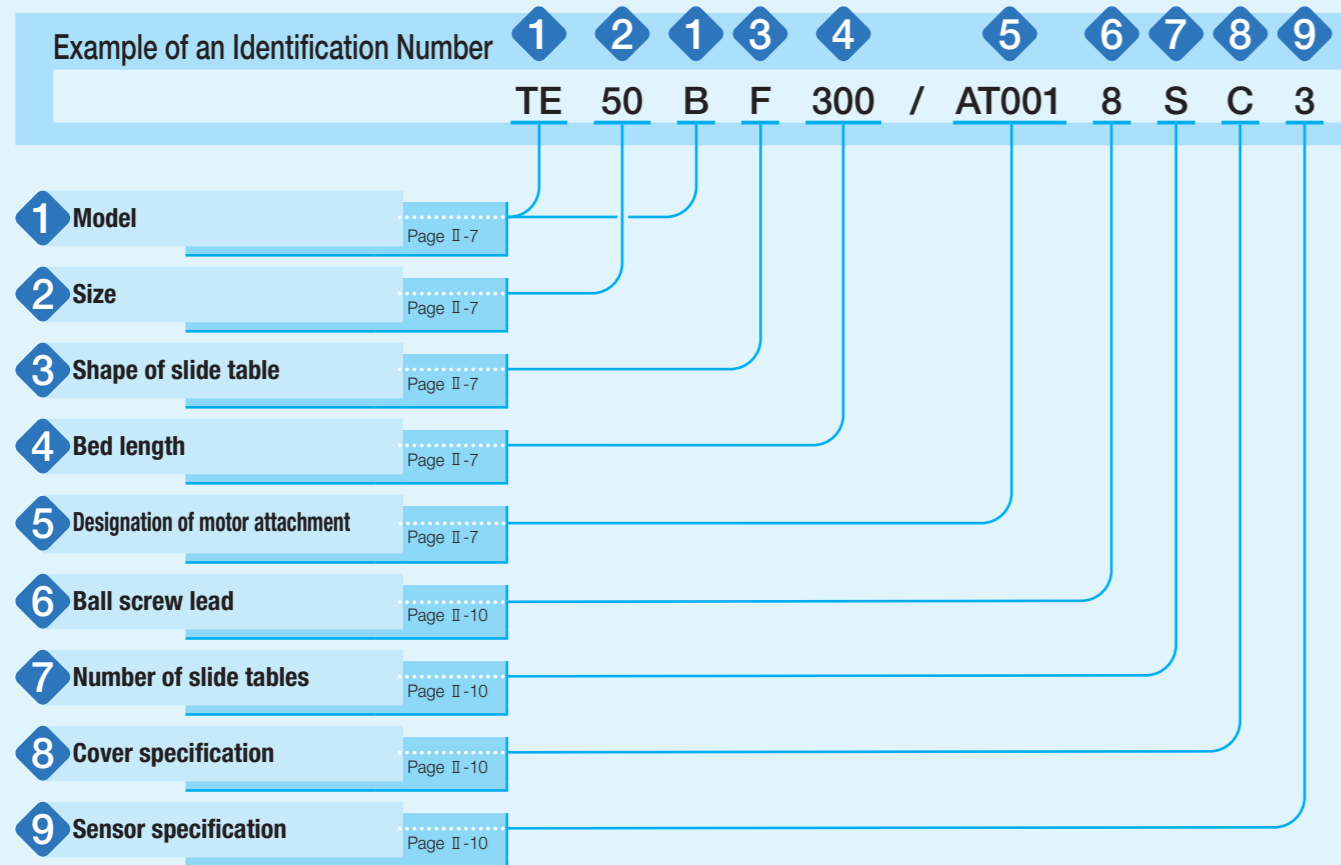 1 2 1 3 4 5 6 7 8 9
Example of an Identification Number
TE 50 B F 300 / AT001 8 S C 3
1 Model
Page Ⅱ-7
2 Size
Page Ⅱ-7
3 Shape of slide table
Page Ⅱ-7
4 Bed length
Page Ⅱ-7
5 Designation of motor attachment
Page Ⅱ-7
6 Ball screw lead
Page Ⅱ-10
7 Number of slide tables
Page Ⅱ-10
8 Cover specification
Page Ⅱ-10
9 Sensor specification
Page Ⅱ-10